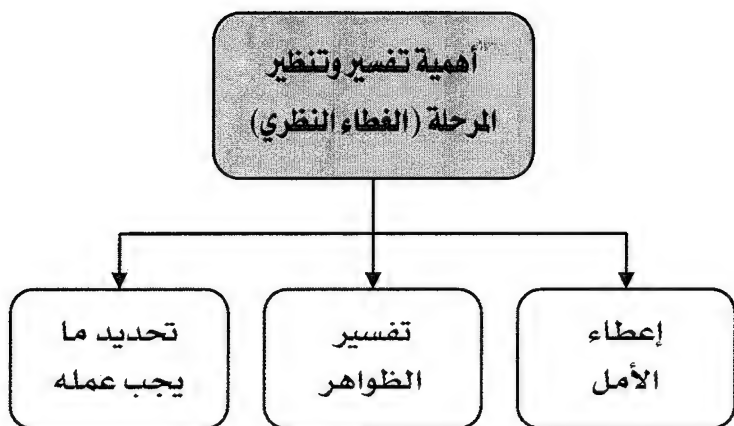 أهمية تفسير وتنظير
المرحلة (الغطاء النظري)
إعطاء
الأمل
تفسير
الظواهر
تحديد ما
يجب عمله